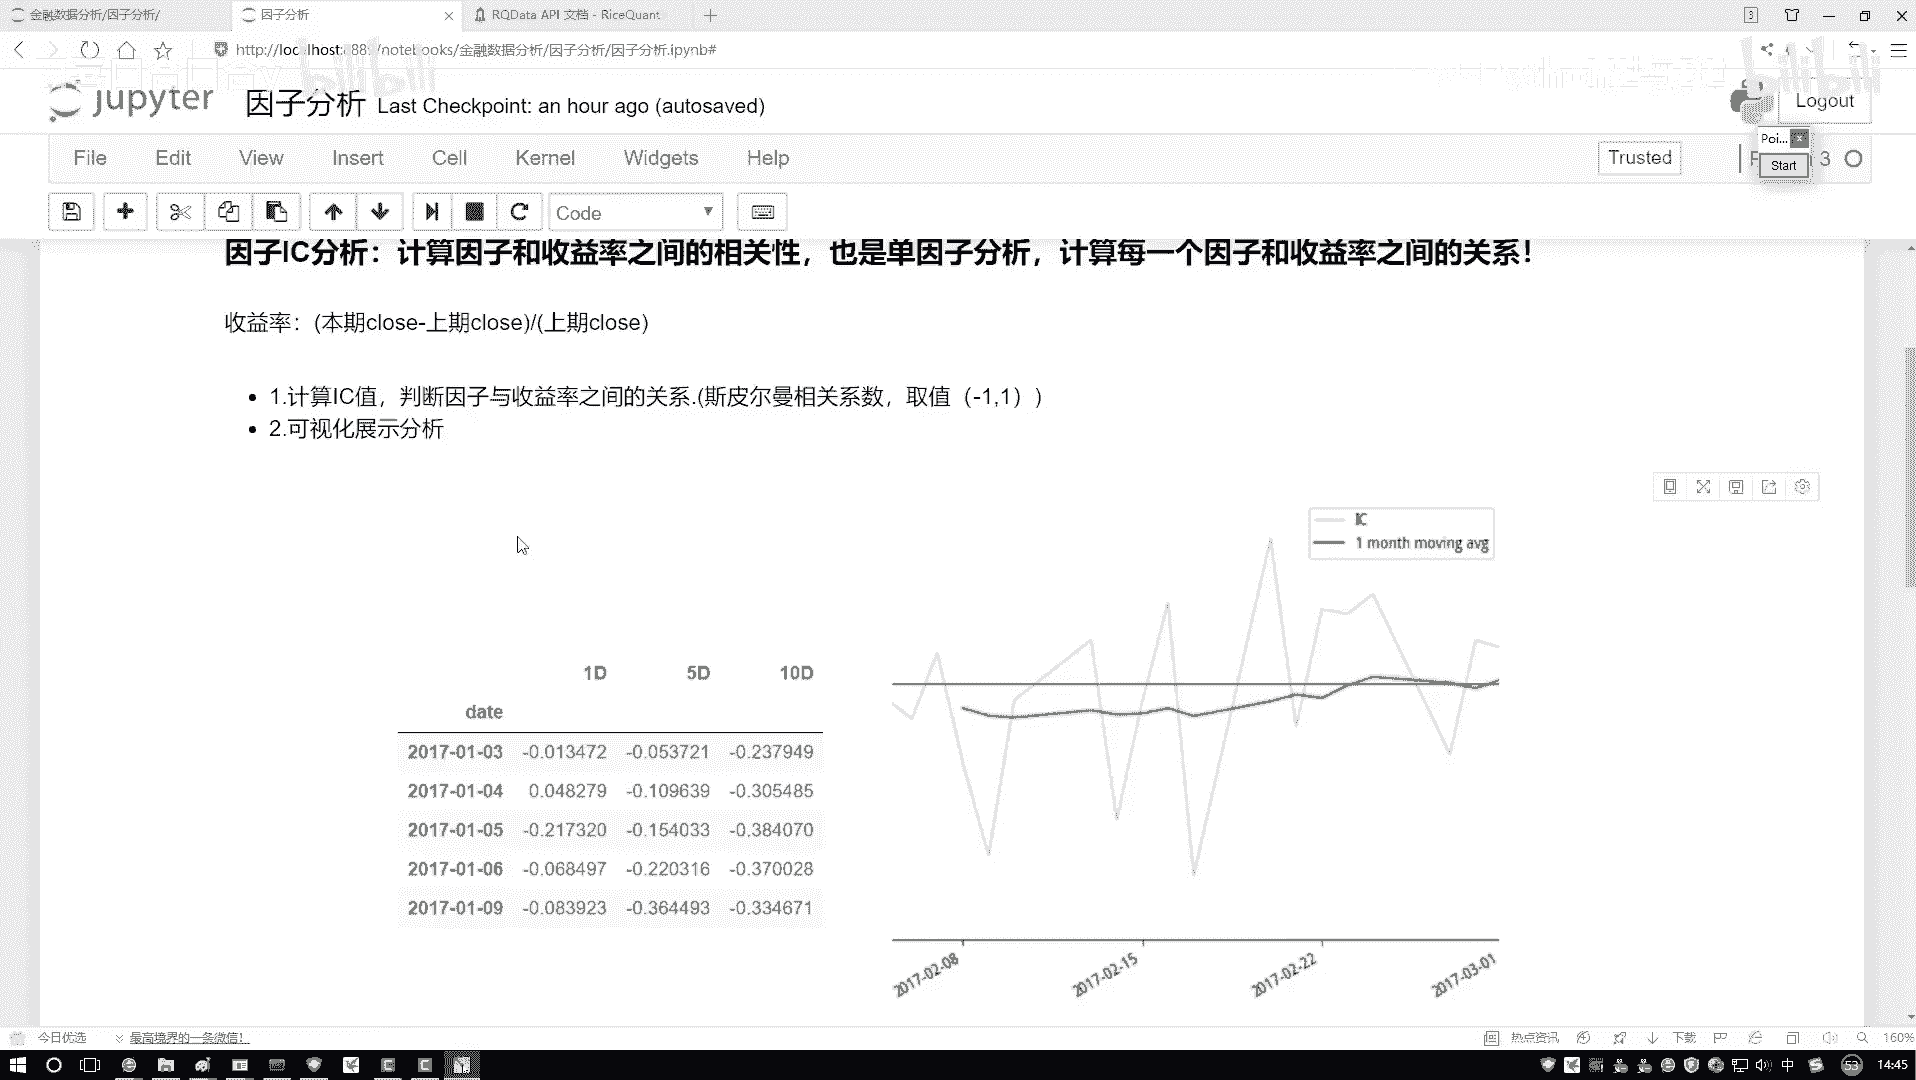 金融数据分析/因子分析/
因子分析
RQData API 文档 - RiceQuant
3
/notebooks/金融数据分析/因子分析/因子分析.ipynb#
bilibili
bilibili
jupyter
因子分析 Last Checkpoint: an hour ago (autosaved)
Logout
File Edit View Insert Cell Kernel Widgets Help
Trusted
3
Poi...
Start
Code
因子IC分析：计算因子和收益率之间的相关性，也是单因子分析，计算每一个因子和收益率之间的关系！
收益率：(本期close-上期close)/(上期close)
1.计算IC值，判断因子与收益率之间的关系.(斯皮尔曼相关系数，取值（-1,1）)
2.可视化展示分析
IC
1 month moving avg
1D 5D 10D
date
2017-01-03 -0.013472 -0.053721 -0.237949
2017-01-04 0.048279 -0.109639 -0.305485
2017-01-05 -0.217320 -0.154033 -0.384070
2017-01-06 -0.068497 -0.220316 -0.370028
2017-01-09 -0.083923 -0.364493 -0.334671
2017-02-08 2017-02-15 2017-02-22 2017-03-01
今日优选 最高境界的一条微信！
热点资讯 下载 160%
中 53 14:45